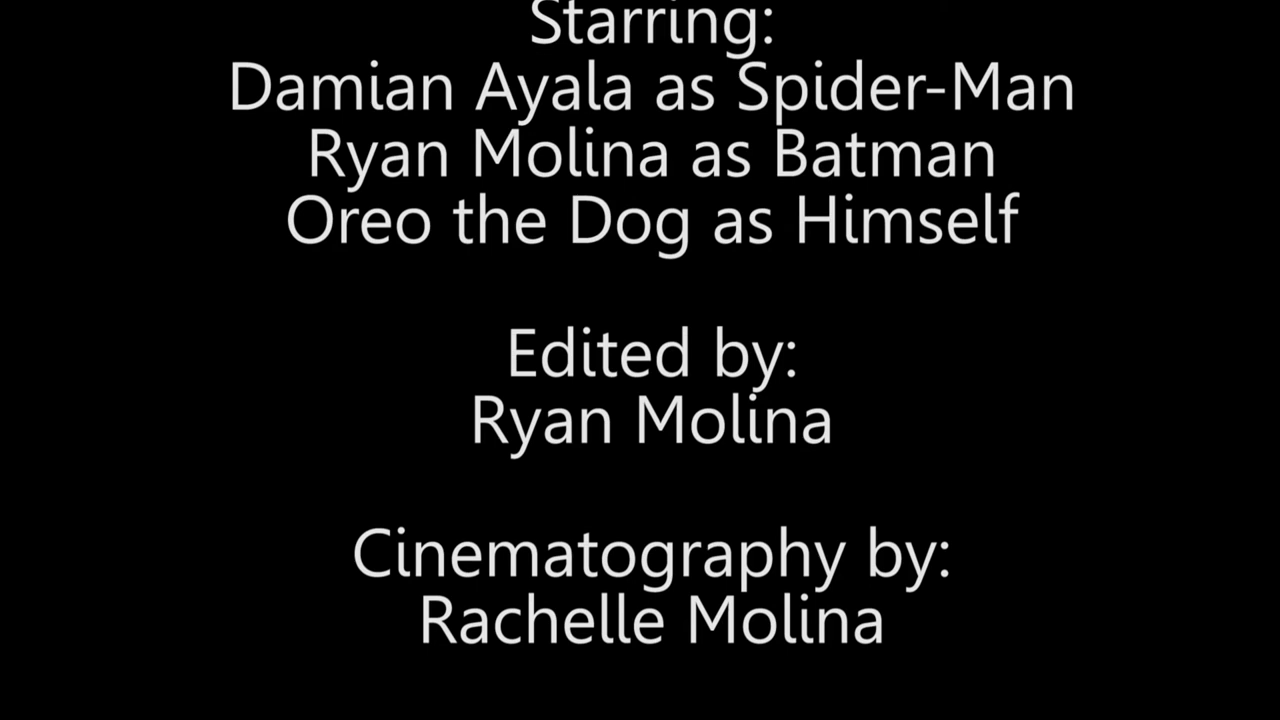 Starring:
Damian Ayala as Spider-Man
Ryan Molina as Batman
Oreo the Dog as Himself
Edited by:
Ryan Molina
Cinematography by:
Rachelle Molina